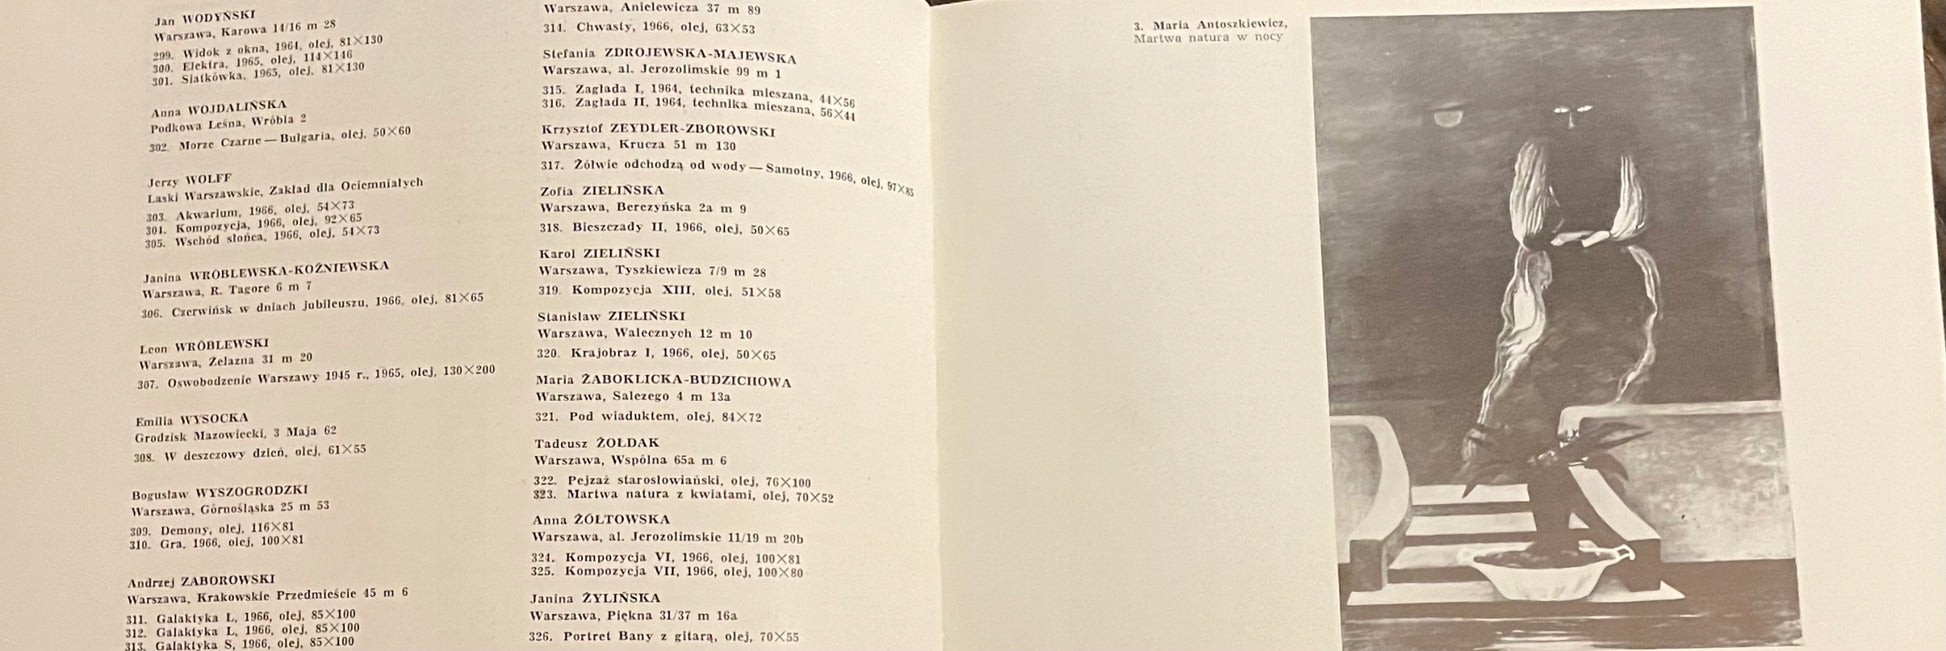 Jan WODYŃSKI
Warszawa, Karowa 14/16 m 28
299. Widok z okna, 1964, olej, 81×130
300. Elektra, 1965, olej, 114×146
301. Siatkówka, 1965, olej, 81×130
Anna WOJDALIŃSKA
Podkowa Leśna, Wróbla 2
302. Morze Czarne — Bułgaria, olej, 50×60
Jerzy WOLFF
Laski Warszawskie, Zakład dla Ociemniałych
303. Akwarium, 1966, olej, 54×73
304. Kompozycja, 1966, olej, 92×65
305. Wschód słońca, 1966, olej, 54×73
Janina WRÓBLEWSKA-KOŹNIEWSKA
Warszawa, R. Tagore 6 m 7
306. Czerwińsk w dniach jubileuszu, 1966, olej, 81×65
Leon WRÓBLEWSKI
Warszawa, Żelazna 31 m 20
307. Oswobodzenie Warszawy 1945 r., 1965, olej, 130×200
Emilia WYSOCKA
Grodzisk Mazowiecki, 3 Maja 62
308. W deszczowy dzień, olej, 61×55
Bogusław WYSZOGRODZKI
Warszawa, Górnośląska 25 m 53
309. Demony, olej, 116×81
310. Gra, 1966, olej, 100×81
Andrzej ZABOROWSKI
Warszawa, Krakowskie Przedmieście 45 m 6
311. Galaktyka L, 1966, olej, 85×100
312. Galaktyka L, 1966, olej, 85×100
313. Galaktyka S, 1966, olej, 85×100
Warszawa, Anielewicza 37 m 89
314. Chwasty, 1966, olej, 63×53
Stefania ZDROJEWSKA-MAJEWSKA
Warszawa, al. Jerozolimskie 99 m 1
315. Zagłada I, 1964, technika mieszana, 44×56
316. Zagłada II, 1964, technika mieszana, 56×44
Krzysztof ZEYDLER-ZBOROWSKI
Warszawa, Krucza 51 m 130
317. Żółwie odchodzą od wody — Samotny, 1966, olej, 97×85
Zofia ZIELIŃSKA
Warszawa, Berezyńska 2a m 9
318. Bieszczady II, 1966, olej, 50×65
Karol ZIELIŃSKI
Warszawa, Tyszkiewicza 7/9 m 28
319. Kompozycja XIII, olej, 51×58
Stanisław ZIELIŃSKI
Warszawa, Walecznych 12 m 10
320. Krajobraz I, 1966, olej, 50×65
Maria ŻABOKLICKA-BUDZICHOWA
Warszawa, Salezego 4 m 13a
321. Pod wiaduktem, olej, 84×72
Tadeusz ŻOŁDAK
Warszawa, Wspólna 65a m 6
322. Pejzaż starosłowiański, olej, 76×100
323. Martwa natura z kwiatami, olej, 70×52
Anna ŻÓŁTOWSKA
Warszawa, al. Jerozolimskie 11/19 m 20b
324. Kompozycja VI, 1966, olej, 100×81
325. Kompozycja VII, 1966, olej, 100×80
Janina ŻYLIŃSKA
Warszawa, Piękna 31/37 m 16a
326. Portret Bany z gitarą, olej, 70×55
3. Maria Antoszkiewicz,
Martwa natura w nocy